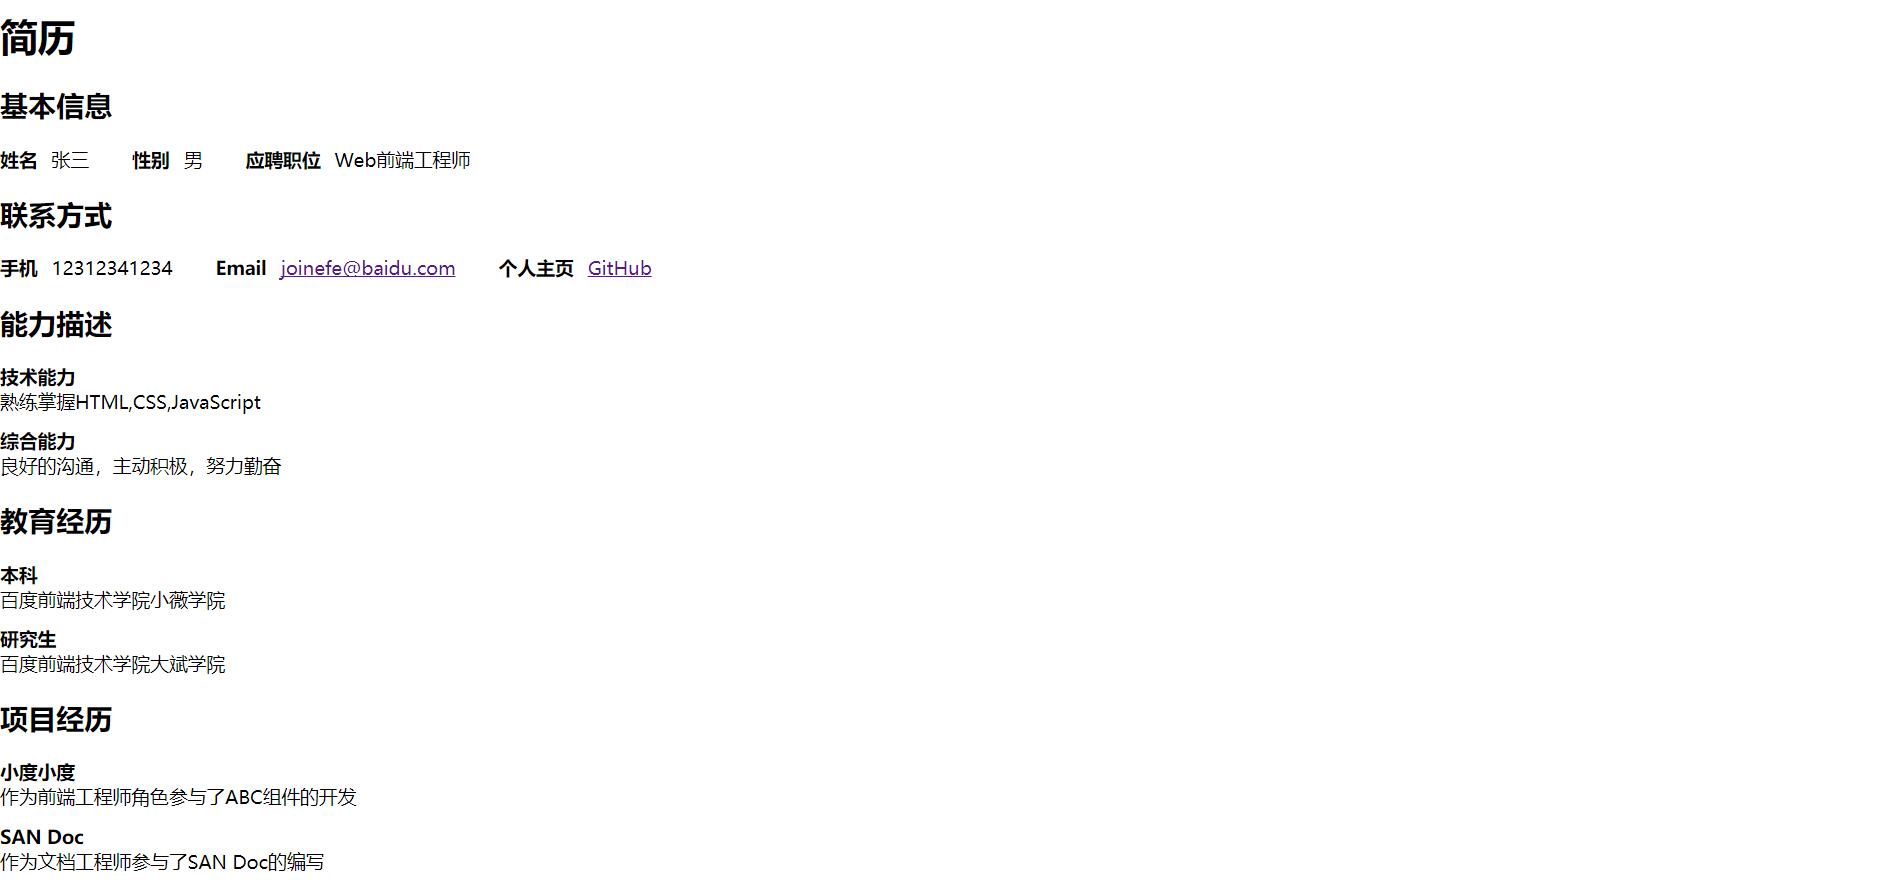 简历
基本信息
姓名 张三 性别 男 应聘职位 Web前端工程师
联系方式
手机 12312341234 Email joinefe@baidu.com 个人主页 GitHub
能力描述
技术能力
熟练掌握HTML,CSS,JavaScript
综合能力
良好的沟通，主动积极，努力勤奋
教育经历
本科
百度前端技术学院小薇学院
研究生
百度前端技术学院大斌学院
项目经历
小度小度
作为前端工程师角色参与了ABC组件的开发
SAN Doc
作为文档工程师参与了SAN Doc的编写